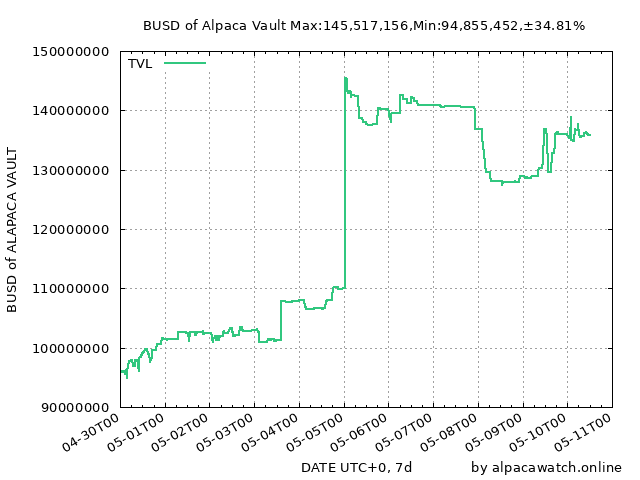 BUSD of Alpaca Vault Max:145,517,156,Min:94,855,452,±34.81%
TVL
150000000
140000000
130000000
120000000
110000000
100000000
90000000
BUSD of ALAPACA VAULT
04-30T00
05-01T00
05-02T00
05-03T00
05-04T00
05-05T00
05-06T00
05-07T00
05-08T00
05-09T00
05-10T00
05-11T00
DATE UTC+0, 7d
by alpacawatch.online